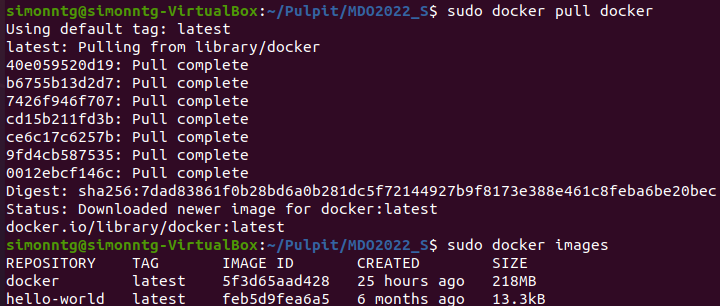 simonntg@simonntg-VirtualBox:~/Pulpit/MDO2022_S$ sudo docker pull docker
Using default tag: latest
latest: Pulling from library/docker
40e059520d19: Pull complete
b6755b13d2d7: Pull complete
7426f946f707: Pull complete
cd15b211fd3b: Pull complete
ce6c17c6257b: Pull complete
9fd4cb587535: Pull complete
0012ebcf146c: Pull complete
Digest: sha256:7dad83861f0b28bd6a0b281dc5f72144927b9f8173e388e461c8feba6be20bec
Status: Downloaded newer image for docker:latest
docker.io/library/docker:latest
simonntg@simonntg-VirtualBox:~/Pulpit/MDO2022_S$ sudo docker images
REPOSITORY TAG IMAGE ID CREATED SIZE
docker latest 5f3d65aad428 25 hours ago 218MB
hello-world latest feb5d9fea6a5 6 months ago 13.3kB